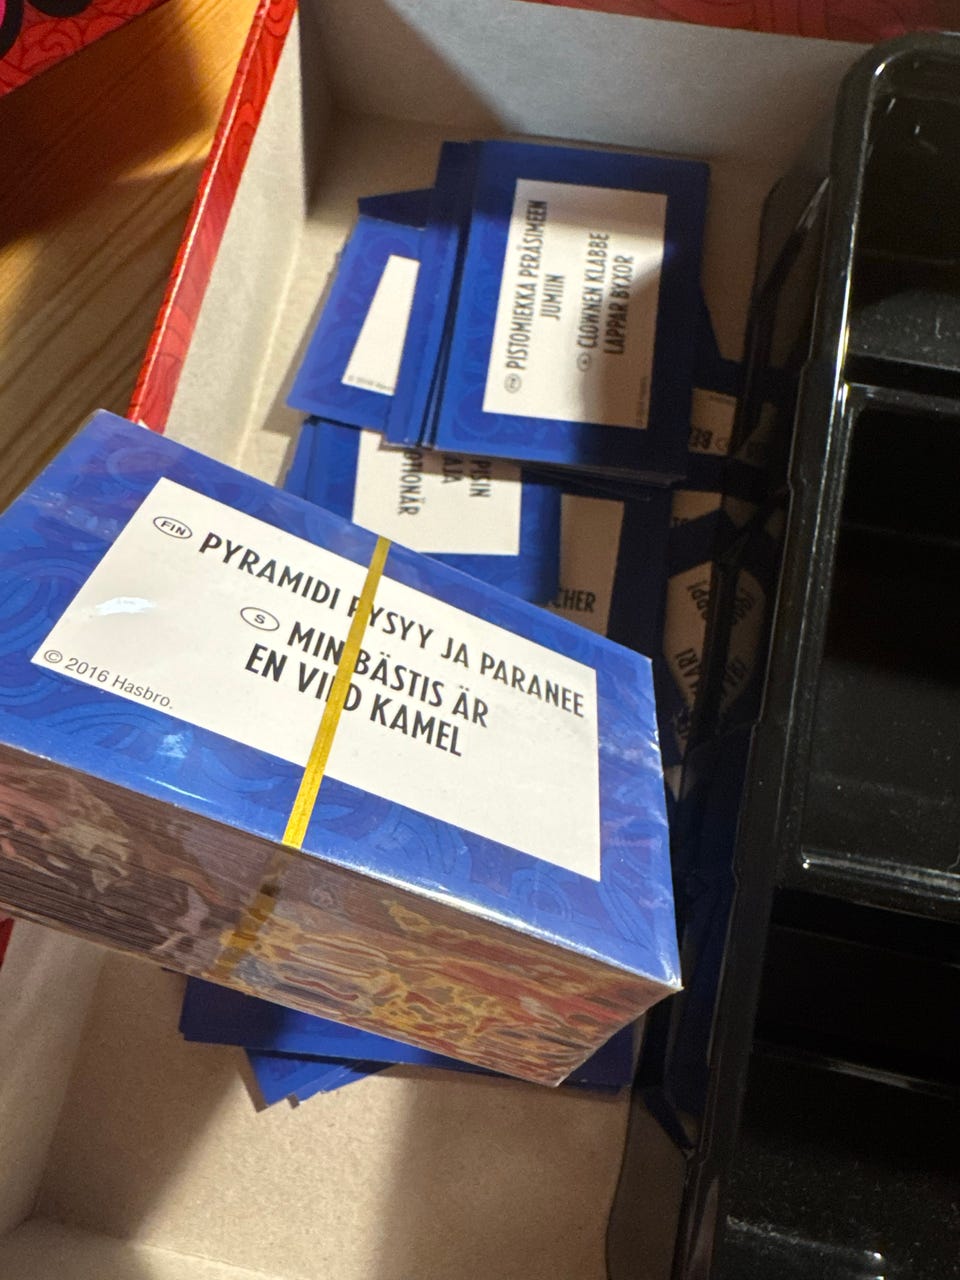 FIN PYRAMIDI PYSYY JA PARANEE
S MIN BÄSTIS ÄR
EN VILD KAMEL
© 2016 Hasbro.
PISTOMIEKKA PERÄSIMEEN
JUMIIN
CLOWNEN KLABBE
LAPPAR BYXOR